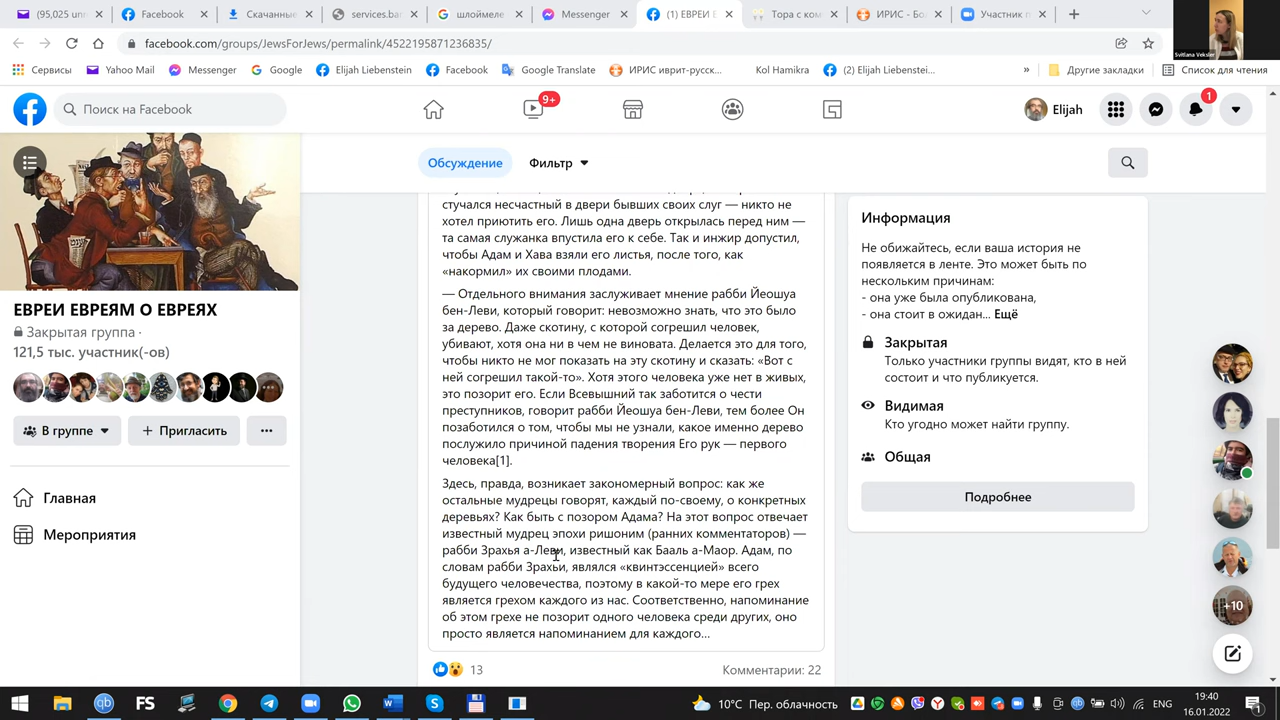 (95,025 unr
Facebook
Скачанные
services.ba
шлоймеле
Messenger
(1) ЕВРЕИ
Тора с ком
ИРИС - Бо
Участник п
facebook.com/groups/JewsForJews/permalink/4522195871236835/
Svitlana Veksler
Сервисы
Yahoo Mail
Messenger
Google
Elijah Liebenstein
Facebook
Google Translate
ИРИС иврит-русск...
Kol Hamikra
(2) Elijah Liebenstei...
»
Другие закладки
Список для чтения
Поиск на Facebook
9+
Elijah
1
Обсуждение
Фильтр
стучался несчастный в двери бывших своих слуг — никто не
хотел приютить его. Лишь одна дверь открылась перед ним —
та самая служанка впустила его к себе. Так и инжир допустил,
чтобы Адам и Хава взяли его листья, после того, как
«накормил» их своими плодами.
— Отдельного внимания заслуживает мнение рабби Йеошуа
бен-Леви, который говорит: невозможно знать, что это было
за дерево. Даже скотину, с которой согрешил человек,
убивают, хотя она ни в чем не виновата. Делается это для того,
чтобы никто не мог показать на эту скотину и сказать: «Вот с
ней согрешил такой-то». Хотя этого человека уже нет в живых,
это позорит его. Если Всевышний так заботится о чести
преступников, говорит рабби Йеошуа бен-Леви, тем более Он
позаботился о том, чтобы мы не узнали, какое именно дерево
послужило причиной падения творения Его рук — первого
человека[1].
Здесь, правда, возникает закономерный вопрос: как же
остальные мудрецы говорят, каждый по-своему, о конкретных
деревьях? Как быть с позором Адама? На этот вопрос отвечает
известный мудрец эпохи ришоним (ранних комментаторов) —
рабби Зрахья а-Леви, известный как Бааль а-Маор. Адам, по
словам рабби Зрахьи, являлся «квинтэссенцией» всего
будущего человечества, поэтому в какой-то мере его грех
является грехом каждого из нас. Соответственно, напоминание
об этом грехе не позорит одного человека среди других, оно
просто является напоминанием для каждого...
13
Комментарии: 22
ЕВРЕИ ЕВРЕЯМ О ЕВРЕЯХ
Закрытая группа ·
121,5 тыс. участник(-ов)
В группе
+ Пригласить
...
Главная
Мероприятия
Информация
Не обижайтесь, если ваша история не
появляется в ленте. Это может быть по
нескольким причинам:
- она уже была опубликована,
- она стоит в ожидан... Ещё
Закрытая
Только участники группы видят, кто в ней
состоит и что публикуется.
Видимая
Кто угодно может найти группу.
Общая
Подробнее
+10
qb
FS
10°C Пер. облачность
ENG
19:40
16.01.2022
1